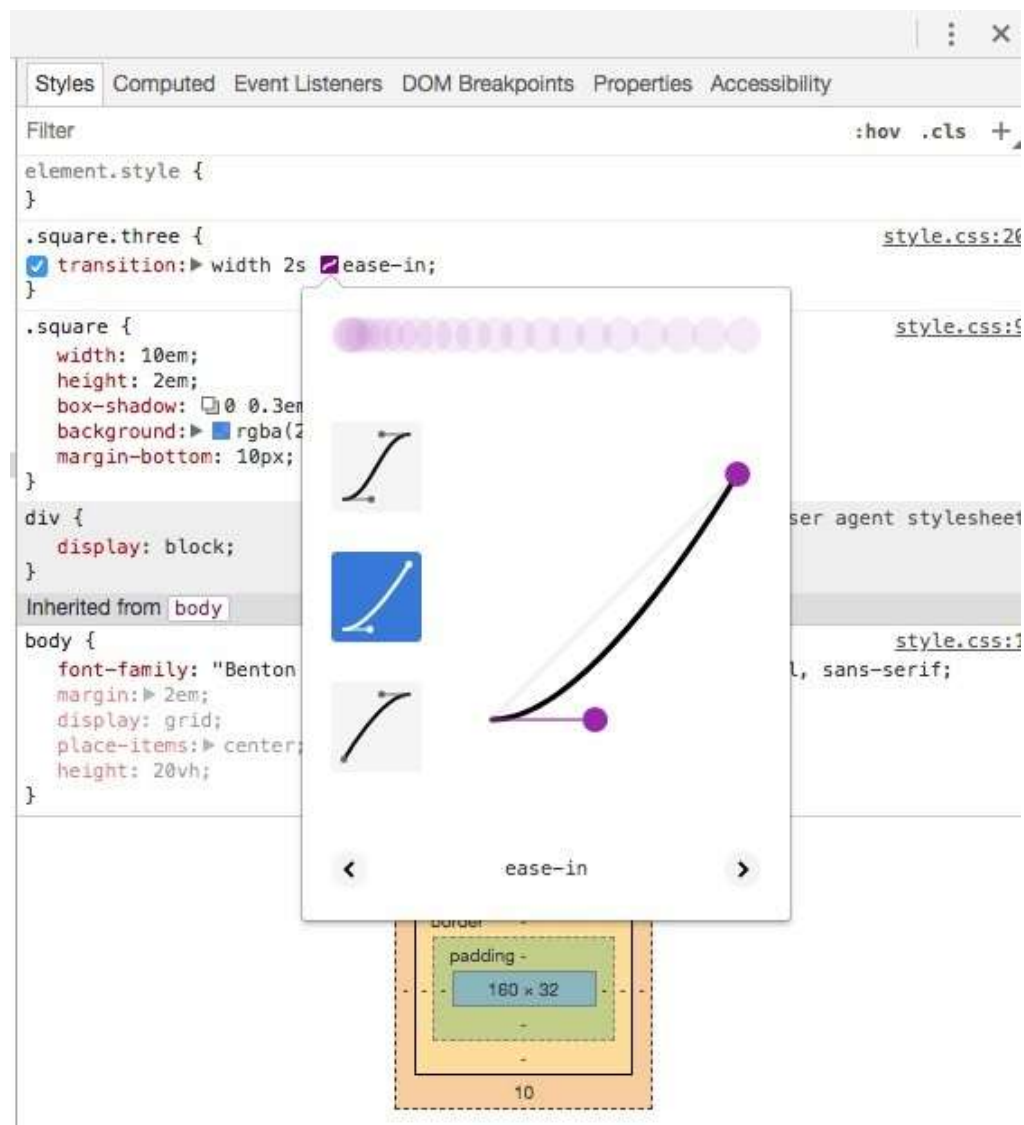 Styles Computed Event Listeners DOM Breakpoints Properties Accessibility
Filter :hov .cls +
element.style {
}
.square.three { style.css:20
transition: width 2s ease-in;
}
.square { style.css:9
width: 10em;
height: 2em;
box-shadow: 0 0.3em
background: rgba(2
margin-bottom: 10px;
}
div { ser agent stylesheet
display: block;
}
Inherited from body
body { style.css:1
font-family: "Benton l, sans-serif;
margin: 2em;
display: grid;
place-items: center;
height: 20vh;
}
ease-in
border -
padding -
- - - 160 × 32 - - -
-
-
10